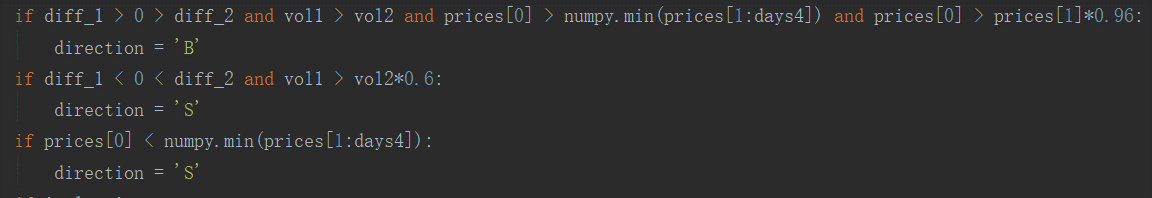 if diff_1 > 0 > diff_2 and vol1 > vol2 and prices[0] > numpy.min(prices[1:days4]) and prices[0] > prices[1]*0.96:
    direction = 'B'
if diff_1 < 0 < diff_2 and vol1 > vol2*0.6:
    direction = 'S'
if prices[0] < numpy.min(prices[1:days4]):
    direction = 'S'